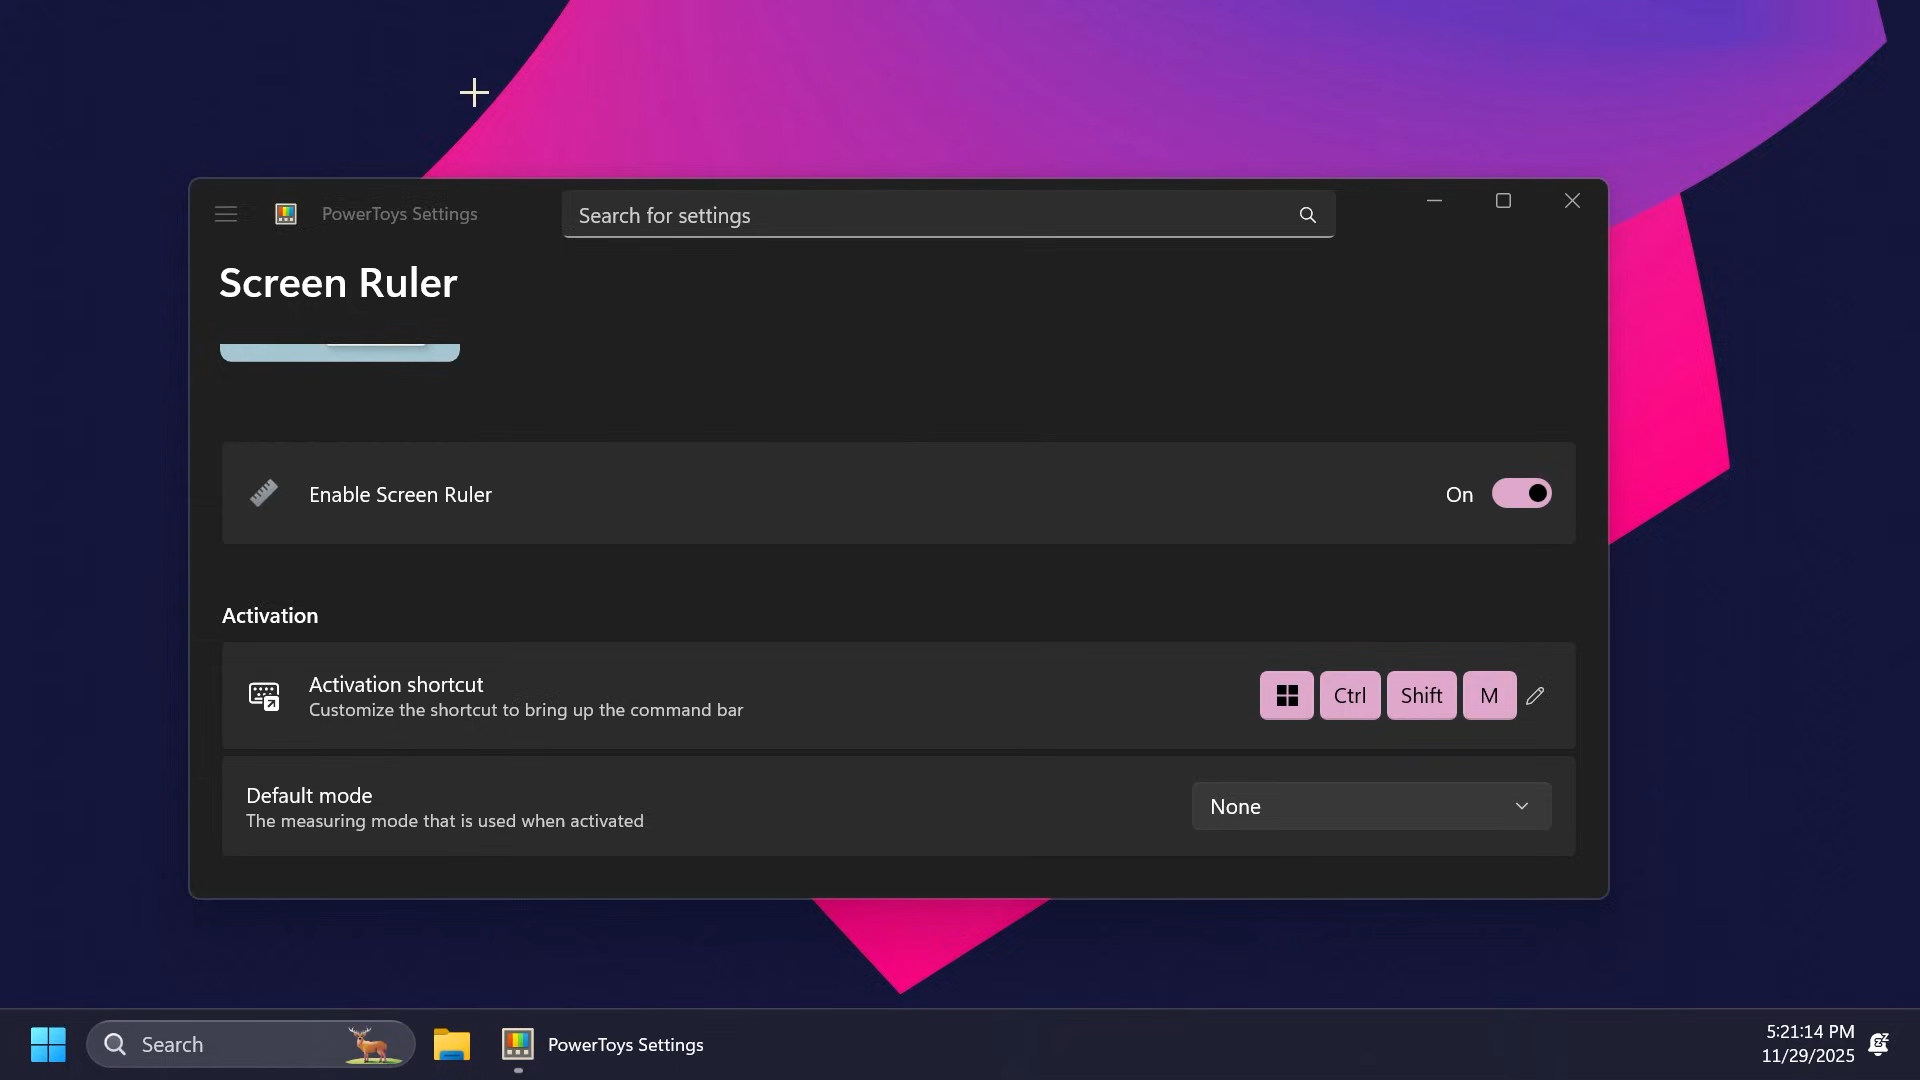 PowerToys Settings
Search for settings
Screen Ruler
Enable Screen Ruler
On
Activation
Activation shortcut
Customize the shortcut to bring up the command bar
Ctrl
Shift
M
Default mode
The measuring mode that is used when activated
None
Search
PowerToys Settings
5:21:14 PM
11/29/2025